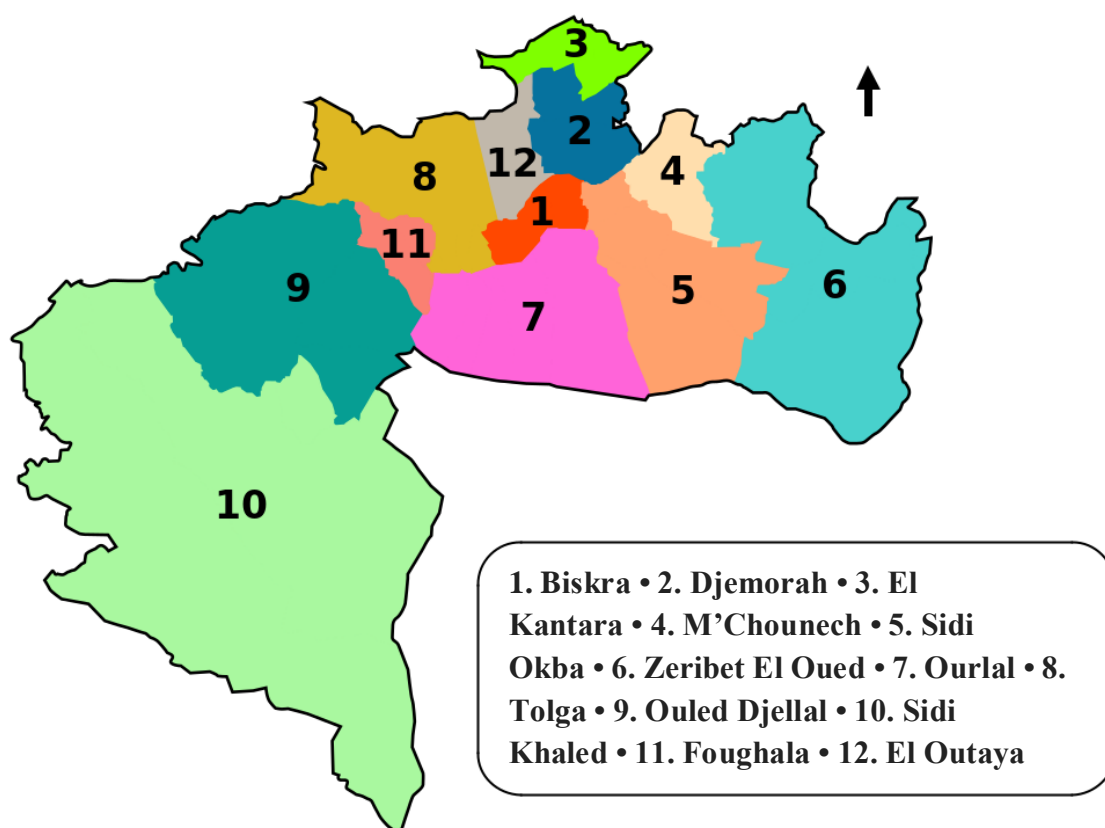 3
2
12
4
8
1
11
9
5
6
7
10
1. Biskra • 2. Djemorah • 3. El
Kantara • 4. M’Chounech • 5. Sidi
Okba • 6. Zeribet El Oued • 7. Ourlal • 8.
Tolga • 9. Ouled Djellal • 10. Sidi
Khaled • 11. Foughala • 12. El Outaya